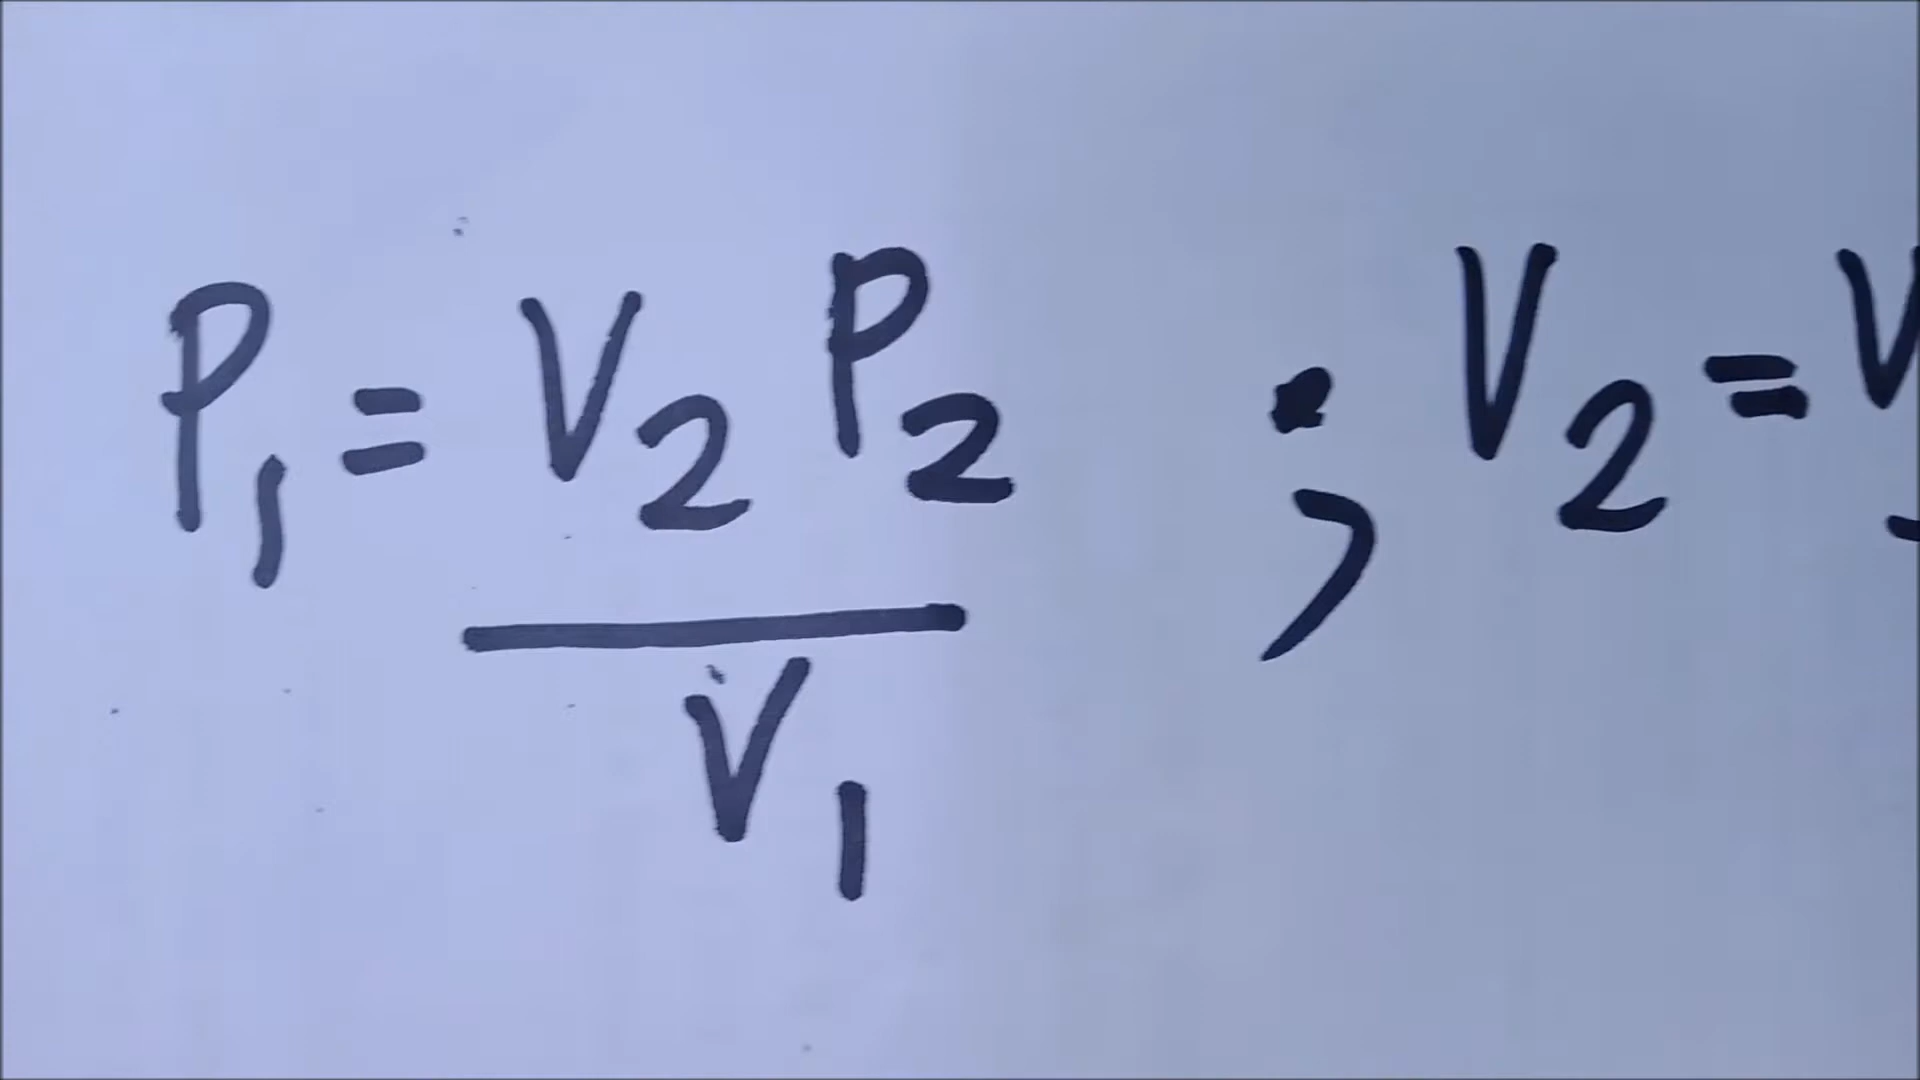 P₁ = V₂ P₂ / V₁ ; V₂ = V